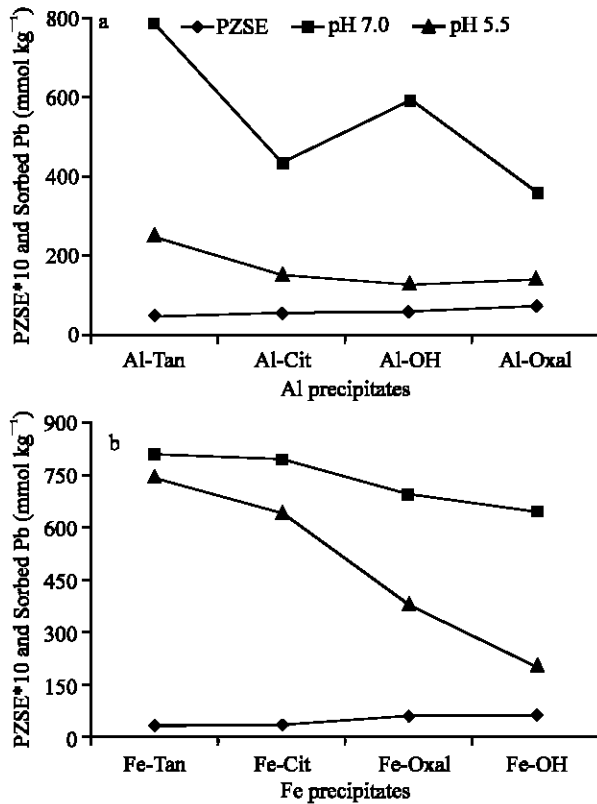 a
PZSE pH 7.0 pH 5.5
800
600
400
200
0
PZSE*10 and Sorbed Pb (mmol kg⁻¹)
Al-Tan Al-Cit Al-OH Al-Oxal
Al precipitates
b
900
750
600
450
300
150
0
PZSE*10 and Sorbed Pb (mmol kg⁻¹)
Fe-Tan Fe-Cit Fe-Oxal Fe-OH
Fe precipitates